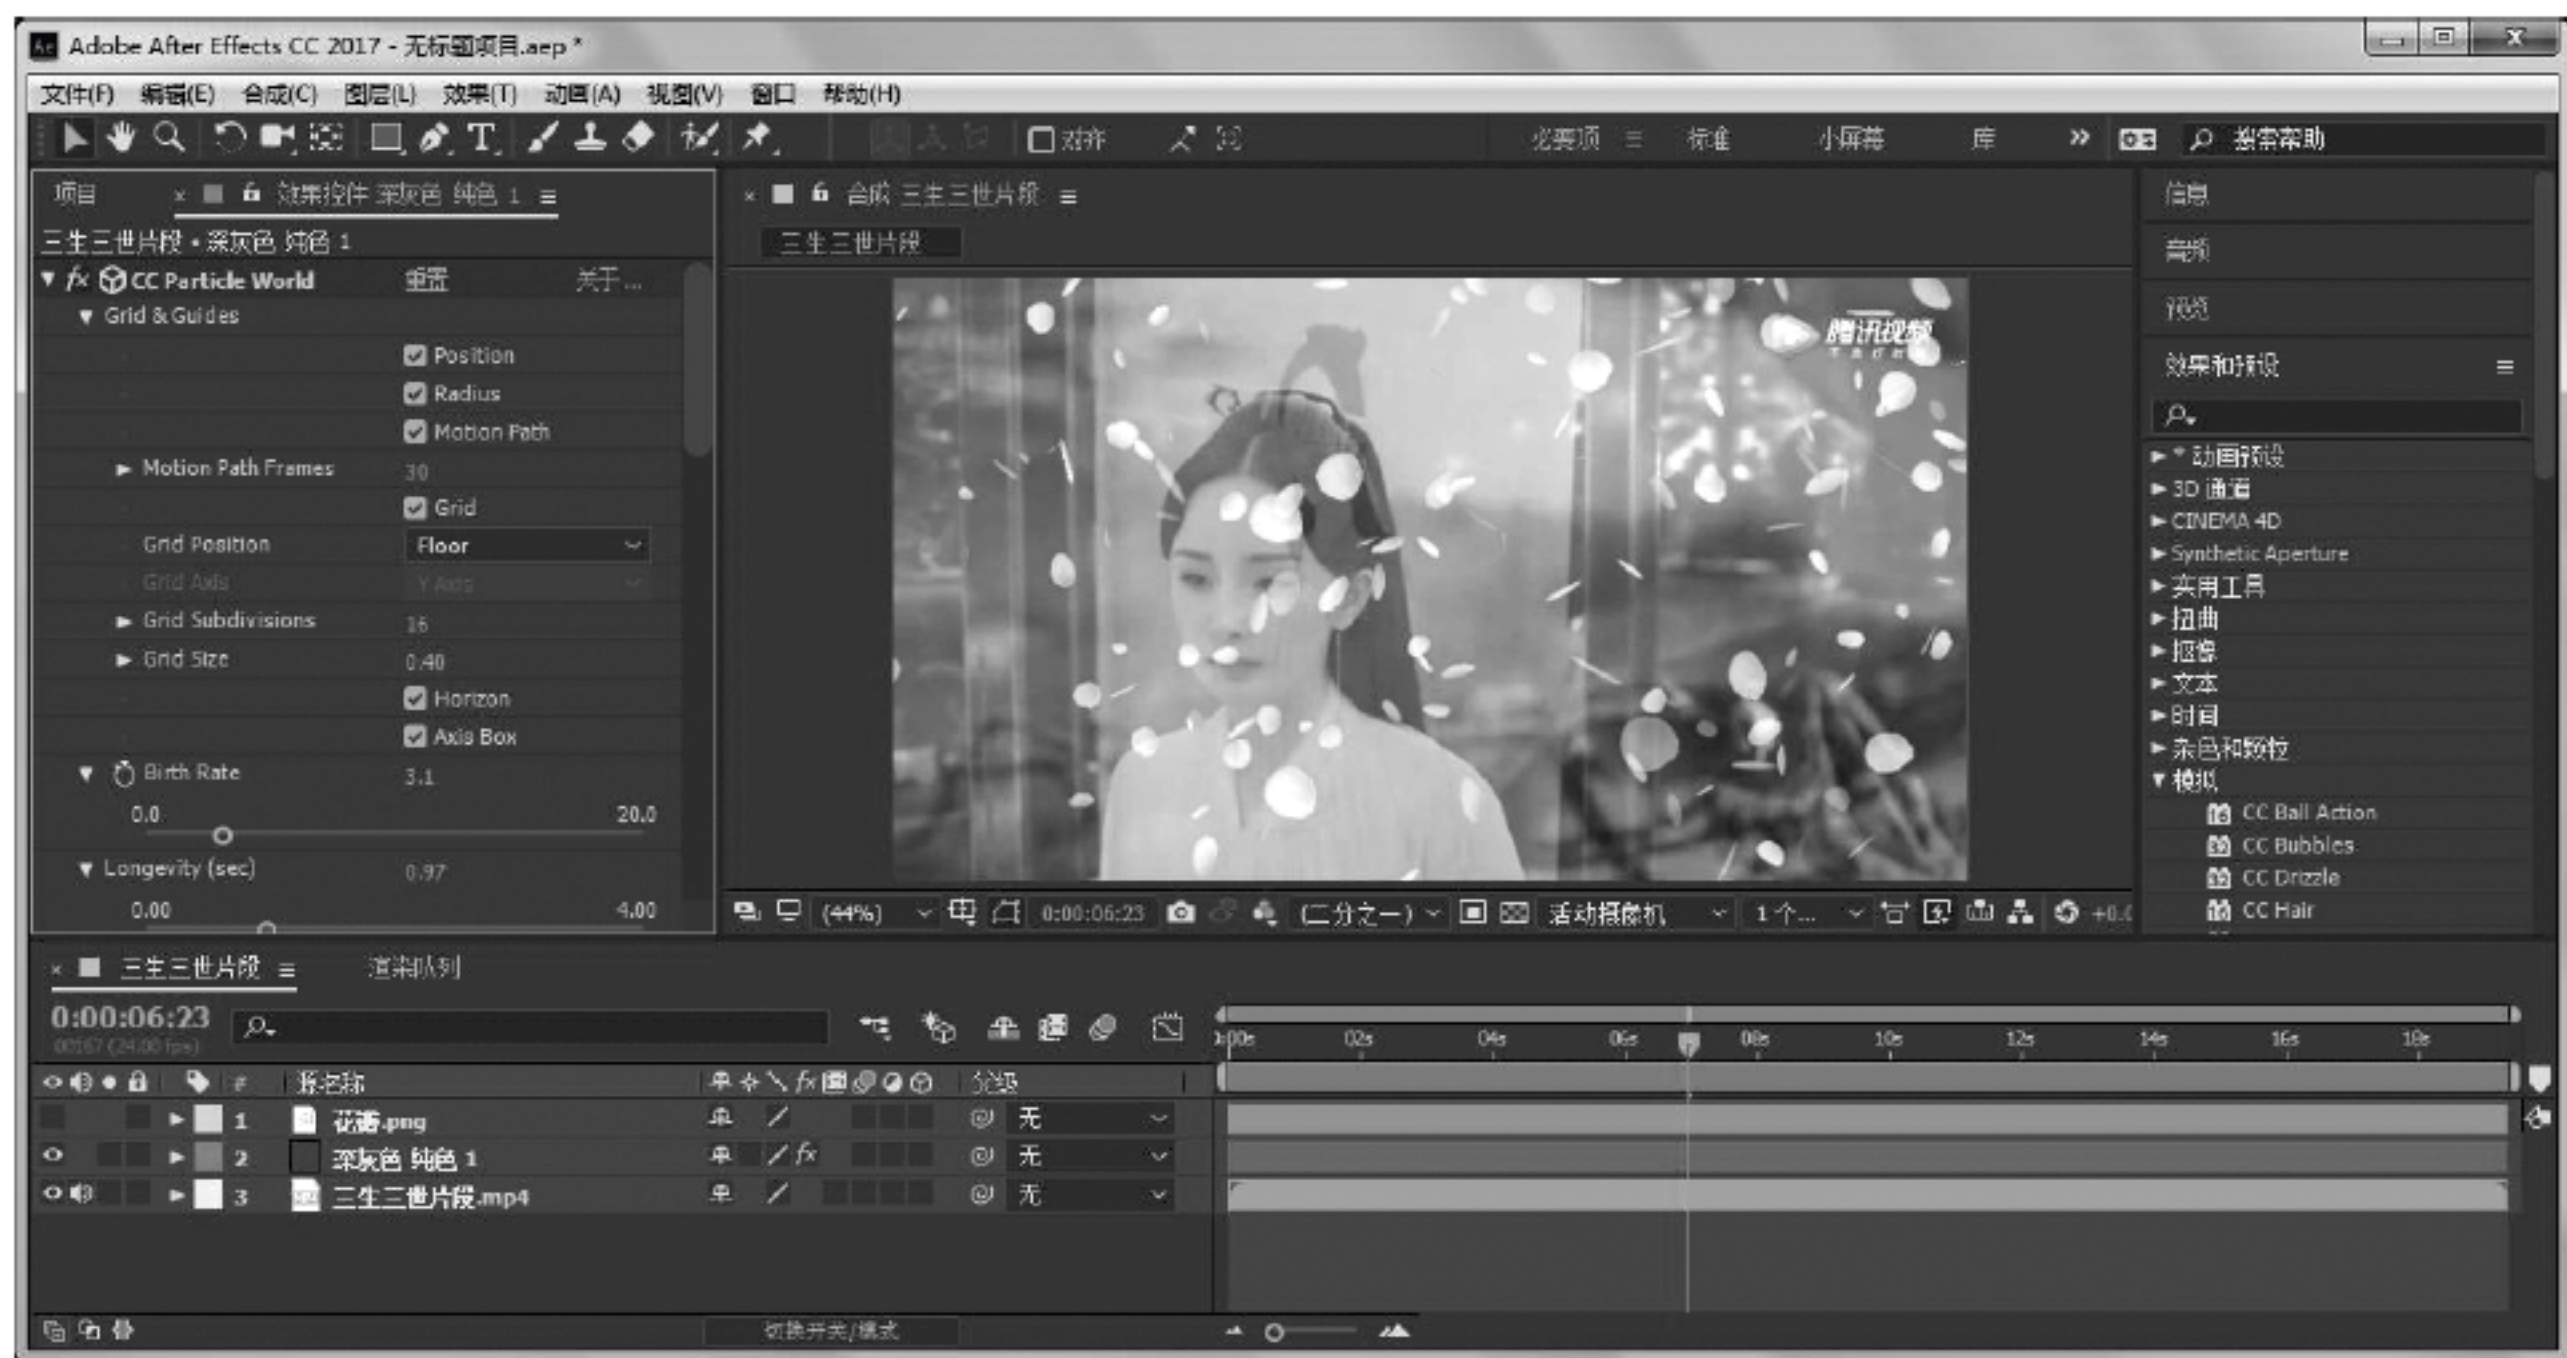 Adobe After Effects CC 2017 - 无标题项目.aep *
文件(F) 编辑(E) 合成(C) 图层(L) 效果(T) 动画(A) 视图(V) 窗口 帮助(H)
对齐 必要项 标准 小屏幕 库 搜索帮助
项目 效果控件 深灰色 纯色 1
三生三世片段 • 深灰色 纯色 1
fx CC Particle World 重置 关于...
Grid & Guides
Position
Radius
Motion Path
Motion Path Frames 30
Grid
Grid Position Floor
Grid Axis Y Axis
Grid Subdivisions 16
Grid Size 0.40
Horizon
Axis Box
Birth Rate 3.1
0.0 20.0
Longevity (sec) 0.97
0.00 4.00
合成 三生三世片段
三生三世片段
腾讯视频
(44%) 0:00:06:23 (二分之一) 活动摄像机 1个... +0.0
信息
音频
预览
效果和预设
* 动画预设
3D 通道
CINEMA 4D
Synthetic Aperture
实用工具
扭曲
抠像
文本
时间
杂色和颗粒
模拟
CC Ball Action
CC Bubbles
CC Drizzle
CC Hair
三生三世片段 渲染队列
0:00:06:23
00167 (24.00 fps)
:00s 02s 04s 06s 08s 10s 12s 14s 16s 18s
# 源名称 fx 父级
1 花瓣.png 无
2 深灰色 纯色 1 fx 无
3 三生三世片段.mp4 无
切换开关/模式